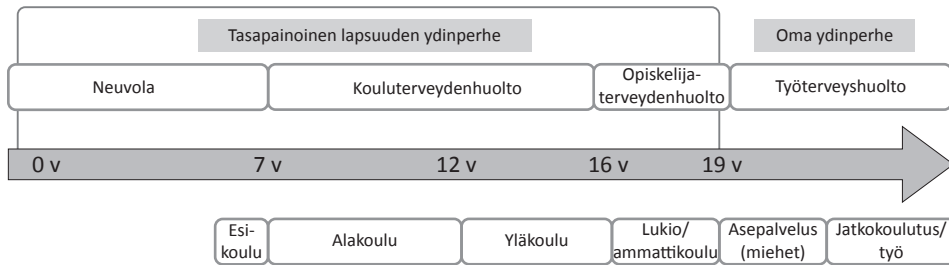 Tasapainoinen lapsuuden ydinperhe
Oma ydinperhe
Neuvola
Kouluterveydenhuolto
Opiskelija-
terveydenhuolto
Työterveyshuolto
0 v
7 v
12 v
16 v
19 v
Esi-
koulu
Alakoulu
Yläkoulu
Lukio/
ammattikoulu
Asepalvelus
(miehet)
Jatkokoulutus/
työ